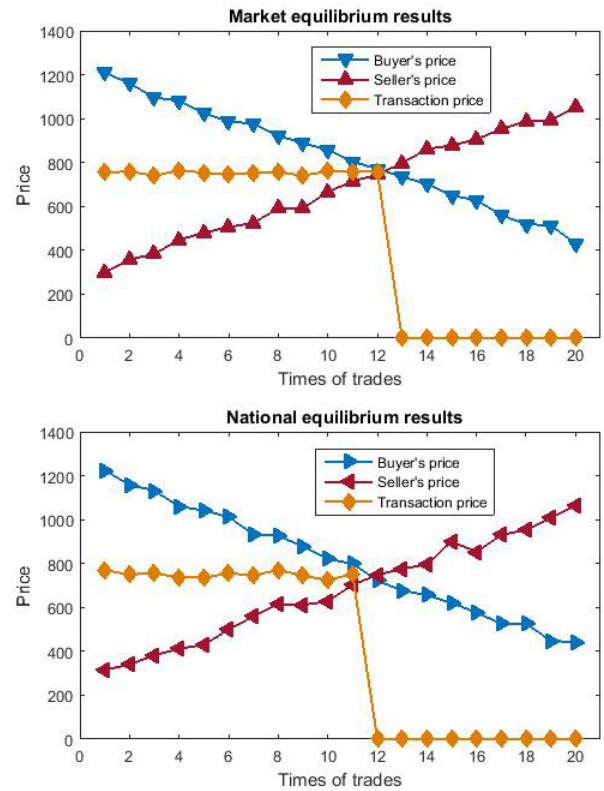 Market equilibrium results
1400
1200
1000
800
600
400
200
0
Price
Buyer's price
Seller's price
Transaction price
0 2 4 6 8 10 12 14 16 18 20
Times of trades
National equilibrium results
1400
1200
1000
800
600
400
200
0
Price
Buyer's price
Seller's price
Transaction price
0 2 4 6 8 10 12 14 16 18 20
Times of trades